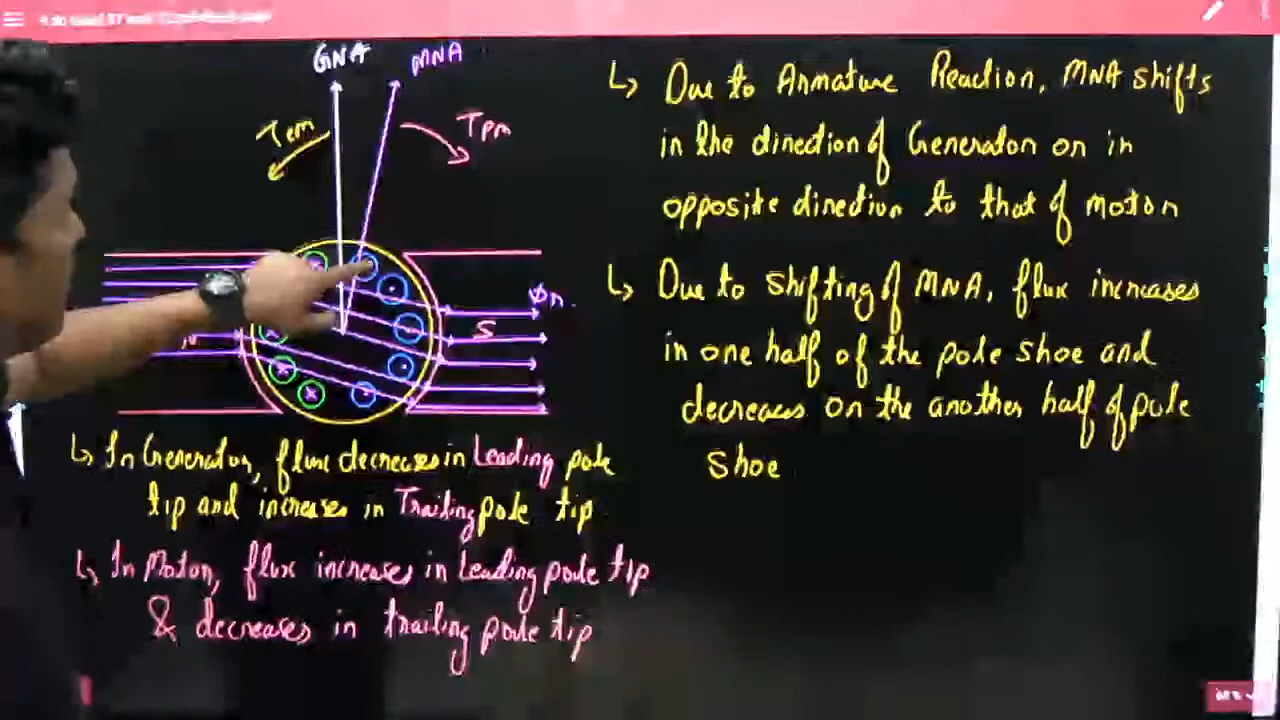 GNA
MNA
Tem
Tpm
Φn.
S
↳ In Generator, flux decreases in Leading pole
tip and increases in Trailing pole tip.
↳ In Motor, flux increases in Leading pole tip
& decreases in trailing pole tip
↳ Due to Armature Reaction, MNA shifts
in the direction of Generator or in
opposite direction to that of motor
↳ Due to shifting of MNA, flux increases
in one half of the pole shoe and
decreases on the another half of pole
shoe